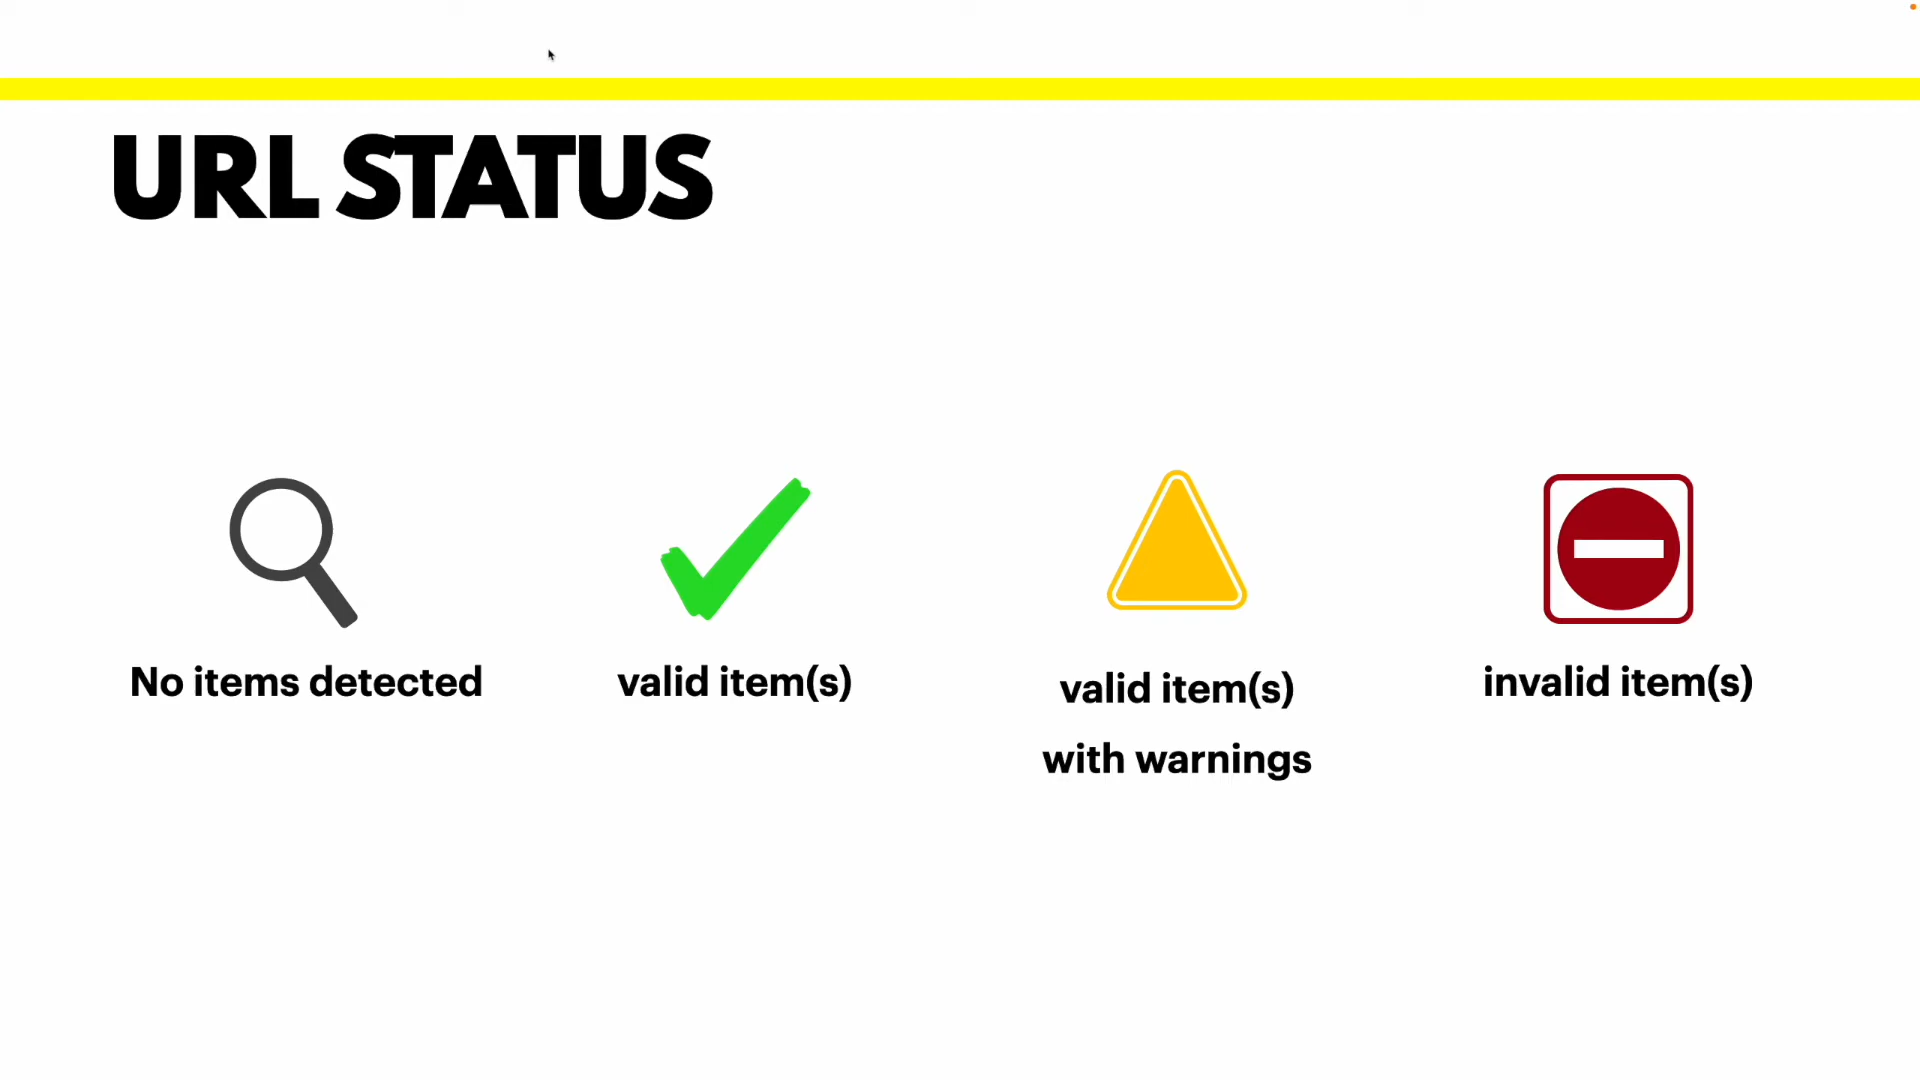 URL STATUS
No items detected
valid item(s)
valid item(s)
with warnings
invalid item(s)